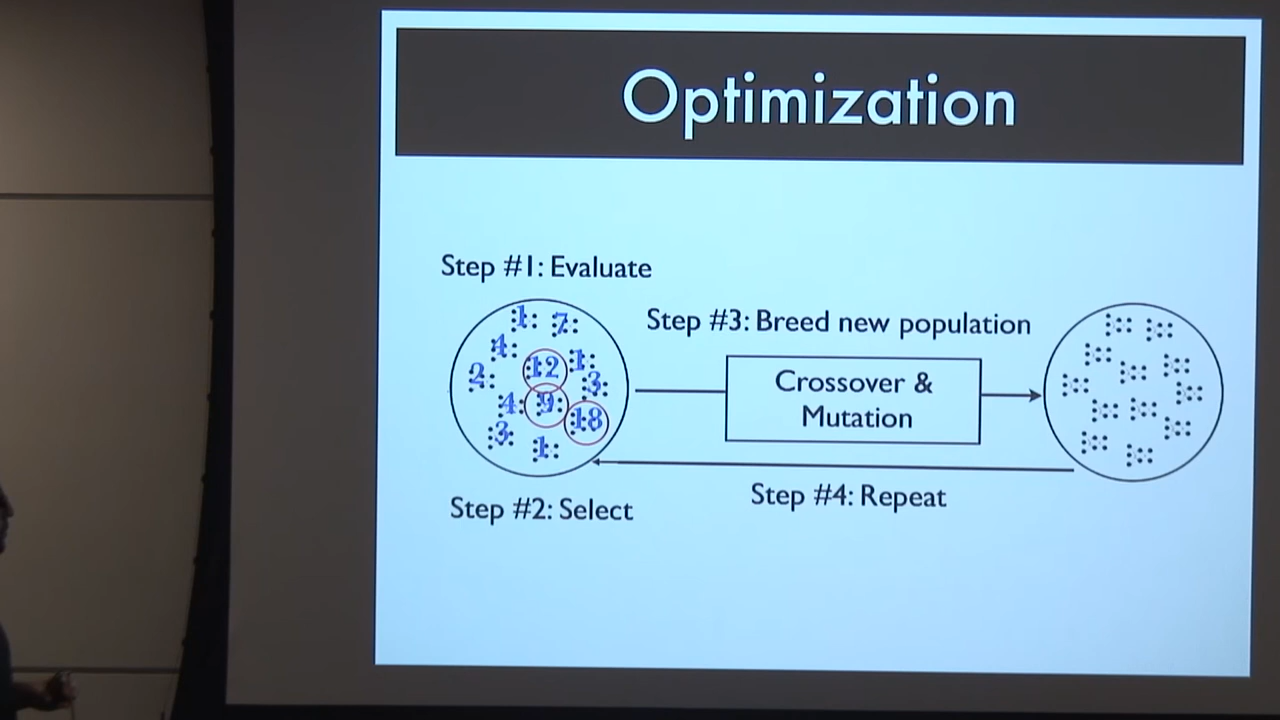 Optimization
Step #1: Evaluate
1 7
4
12 1
2 3
4 9 18
3 1
Step #2: Select
Step #3: Breed new population
Crossover &
Mutation
Step #4: Repeat